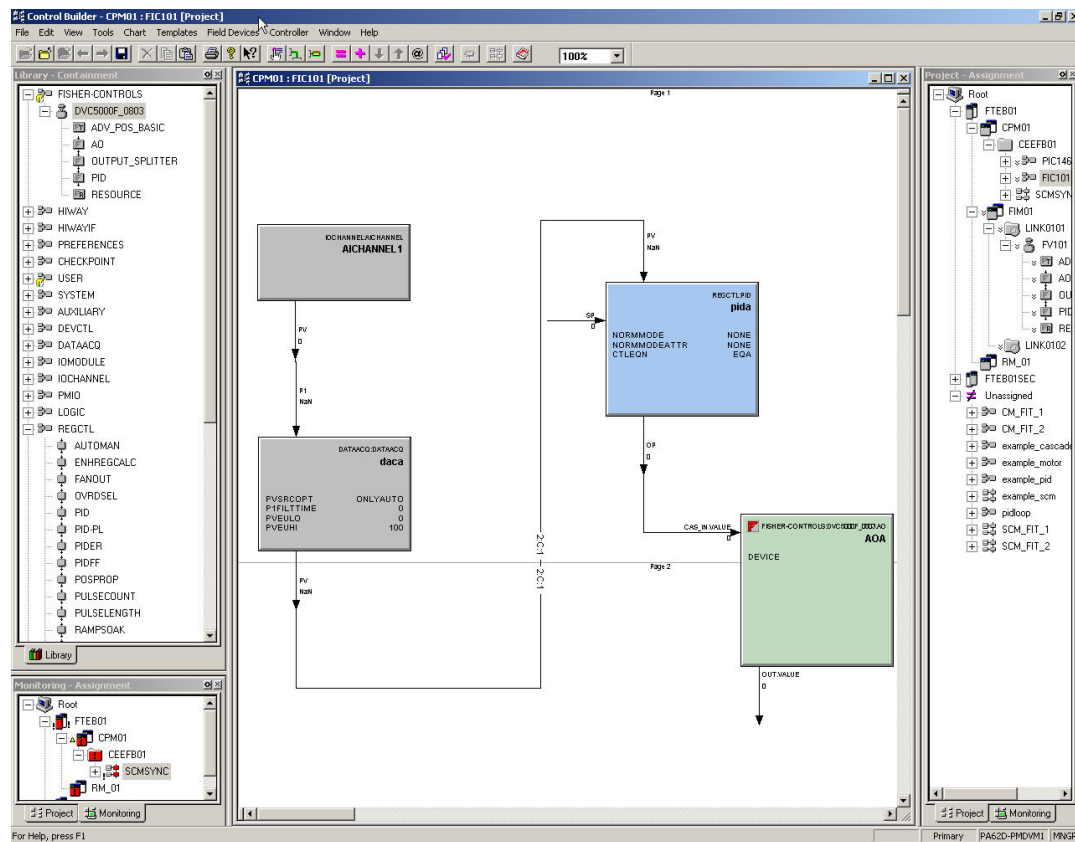 Control Builder - CPM01 : FIC101 [Project]
File Edit View Tools Chart Templates Field Devices Controller Window Help
100%
Library - Containment
FISHER-CONTROLS
DVC5000F_0803
ADV_POS_BASIC
AO
OUTPUT_SPLITTER
PID
RESOURCE
HIWAY
HIWAYIF
PREFERENCES
CHECKPOINT
USER
SYSTEM
AUXILIARY
DEVCTL
DATAACQ
IOMODULE
IOCHANNEL
PMIO
LOGIC
REGCTL
AUTOMAN
ENHREGCALC
FANOUT
OVRDSEL
PID
PID-PL
PIDER
PIDFF
POSPROP
PULSECOUNT
PULSELENGTH
RAMPSOAK
Library
Monitoring - Assignment
Root
FTEB01
CPM01
CEEFB01
SCMSYNC
RM_01
Project Monitoring
CPM01 : FIC101 [Project]
Page 1
IOCHANNEL:AICHANNEL
AICHANNEL1
PV
0
P1
NaN
DATAACQ:DATAACQ
daca
PVSRCOPT ONLYAUTO
P1FILTTIME 0
PVEULO 0
PVEUHI 100
PV
NaN
2:C:1 - 2:C:1
PV
NaN
SP
0
REGCTL:PID
pida
NORMMODE NONE
NORMMODEATTR NONE
CTLEQN EQA
OP
0
CAS_IN.VALUE
0
FISHER-CONTROLS:DVC5000F_0803.AO
AOA
DEVICE
Page 2
OUT.VALUE
0
Project - Assignment
Root
FTEB01
CPM01
CEEFB01
PIC146
FIC101
SCMSYN
FIM01
LINK0101
FV101
AD
AO
OU
PID
RE
LINK0102
RM_01
FTEB01SEC
Unassigned
CM_FIT_1
CM_FIT_2
example_cascade
example_motor
example_pid
example_scm
pidloop
SCM_FIT_1
SCM_FIT_2
Project Monitoring
For Help, press F1
Primary PA62D-PMDVM1 MNGR